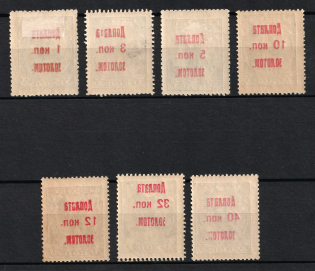 Доплата
1 коп.
золотом.
Доплата
3 коп.
золотом.
Доплата
5 коп.
золотом.
Доплата
10 коп.
золотом.
Доплата
12 коп.
золотом.
Доплата
32 коп.
золотом.
Доплата
40 коп.
золотом.